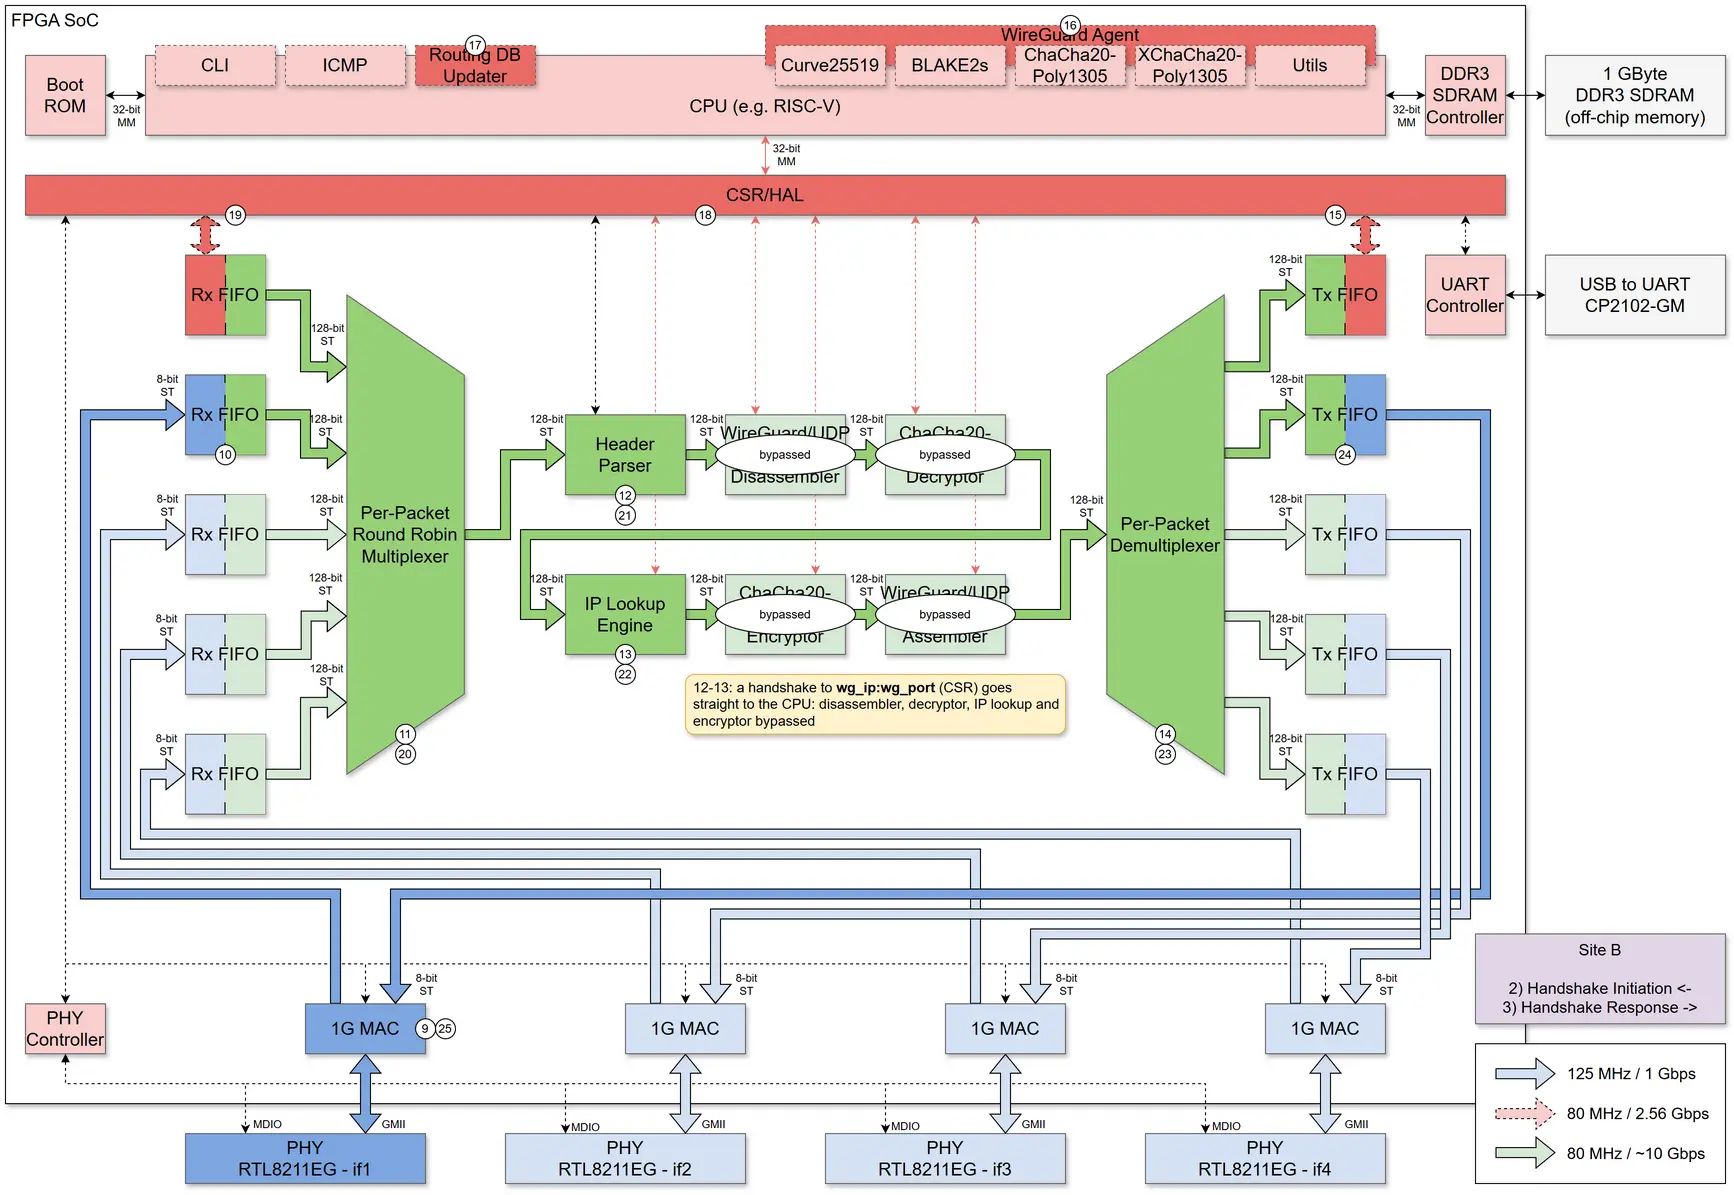 FPGA SoC
Boot
ROM
32-bit
MM
CLI
ICMP
17
Routing DB
Updater
16
WireGuard Agent
Curve25519
BLAKE2s
ChaCha20-
Poly1305
XChaCha20-
Poly1305
Utils
CPU (e.g. RISC-V)
32-bit
MM
DDR3
SDRAM
Controller
1 GByte
DDR3 SDRAM
(off-chip memory)
32-bit
MM
CSR/HAL
19
18
15
Rx FIFO
128-bit
ST
128-bit
ST
Tx FIFO
UART
Controller
USB to UART
CP2102-GM
8-bit
ST
Rx FIFO
10
128-bit
ST
128-bit
ST
Tx FIFO
24
8-bit
ST
Rx FIFO
128-bit
ST
128-bit
ST
Tx FIFO
8-bit
ST
Rx FIFO
128-bit
ST
128-bit
ST
Tx FIFO
8-bit
ST
Rx FIFO
128-bit
ST
128-bit
ST
Tx FIFO
Per-Packet
Round Robin
Multiplexer
11
20
128-bit
ST
Header
Parser
12
21
128-bit
ST
WireGuard/UDP
bypassed
Disassembler
128-bit
ST
ChaCha20-
bypassed
Decryptor
128-bit
ST
IP Lookup
Engine
13
22
128-bit
ST
ChaCha20-
bypassed
Encryptor
128-bit
ST
WireGuard/UDP
bypassed
Assembler
128-bit
ST
Per-Packet
Demultiplexer
14
23
12-13: a handshake to wg_ip:wg_port (CSR) goes
straight to the CPU: disassembler, decryptor, IP lookup and
encryptor bypassed
PHY
Controller
8-bit
ST
1G MAC
9
25
8-bit
ST
1G MAC
8-bit
ST
1G MAC
8-bit
ST
1G MAC
MDIO
GMII
PHY
RTL8211EG - if1
MDIO
GMII
PHY
RTL8211EG - if2
MDIO
GMII
PHY
RTL8211EG - if3
MDIO
GMII
PHY
RTL8211EG - if4
Site B
2) Handshake Initiation <-
3) Handshake Response ->
125 MHz / 1 Gbps
80 MHz / 2.56 Gbps
80 MHz / ~10 Gbps